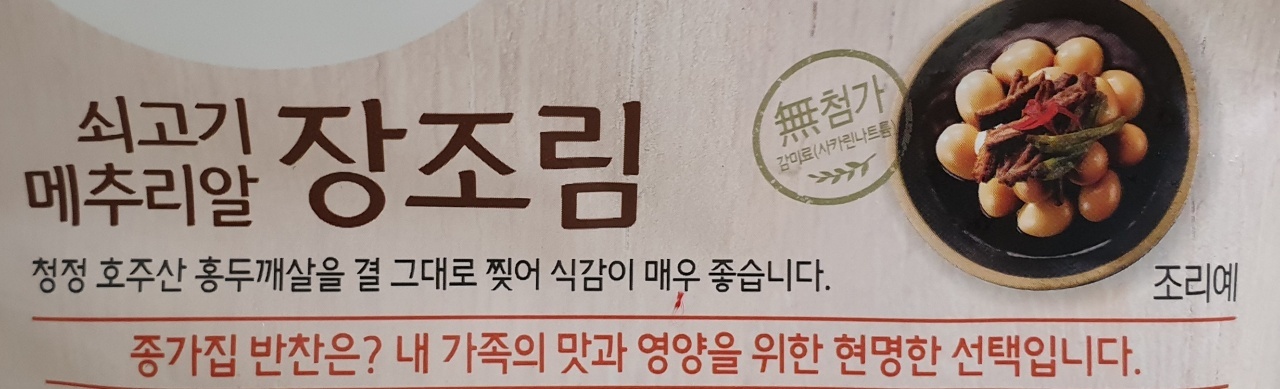 쇠고기
메추리알
장조림
無첨가
감미료(사카린나트륨)
청정 호주산 홍두깨살을 결 그대로 찢어 식감이 매우 좋습니다.
조리예
종가집 반찬은? 내 가족의 맛과 영양을 위한 현명한 선택입니다.